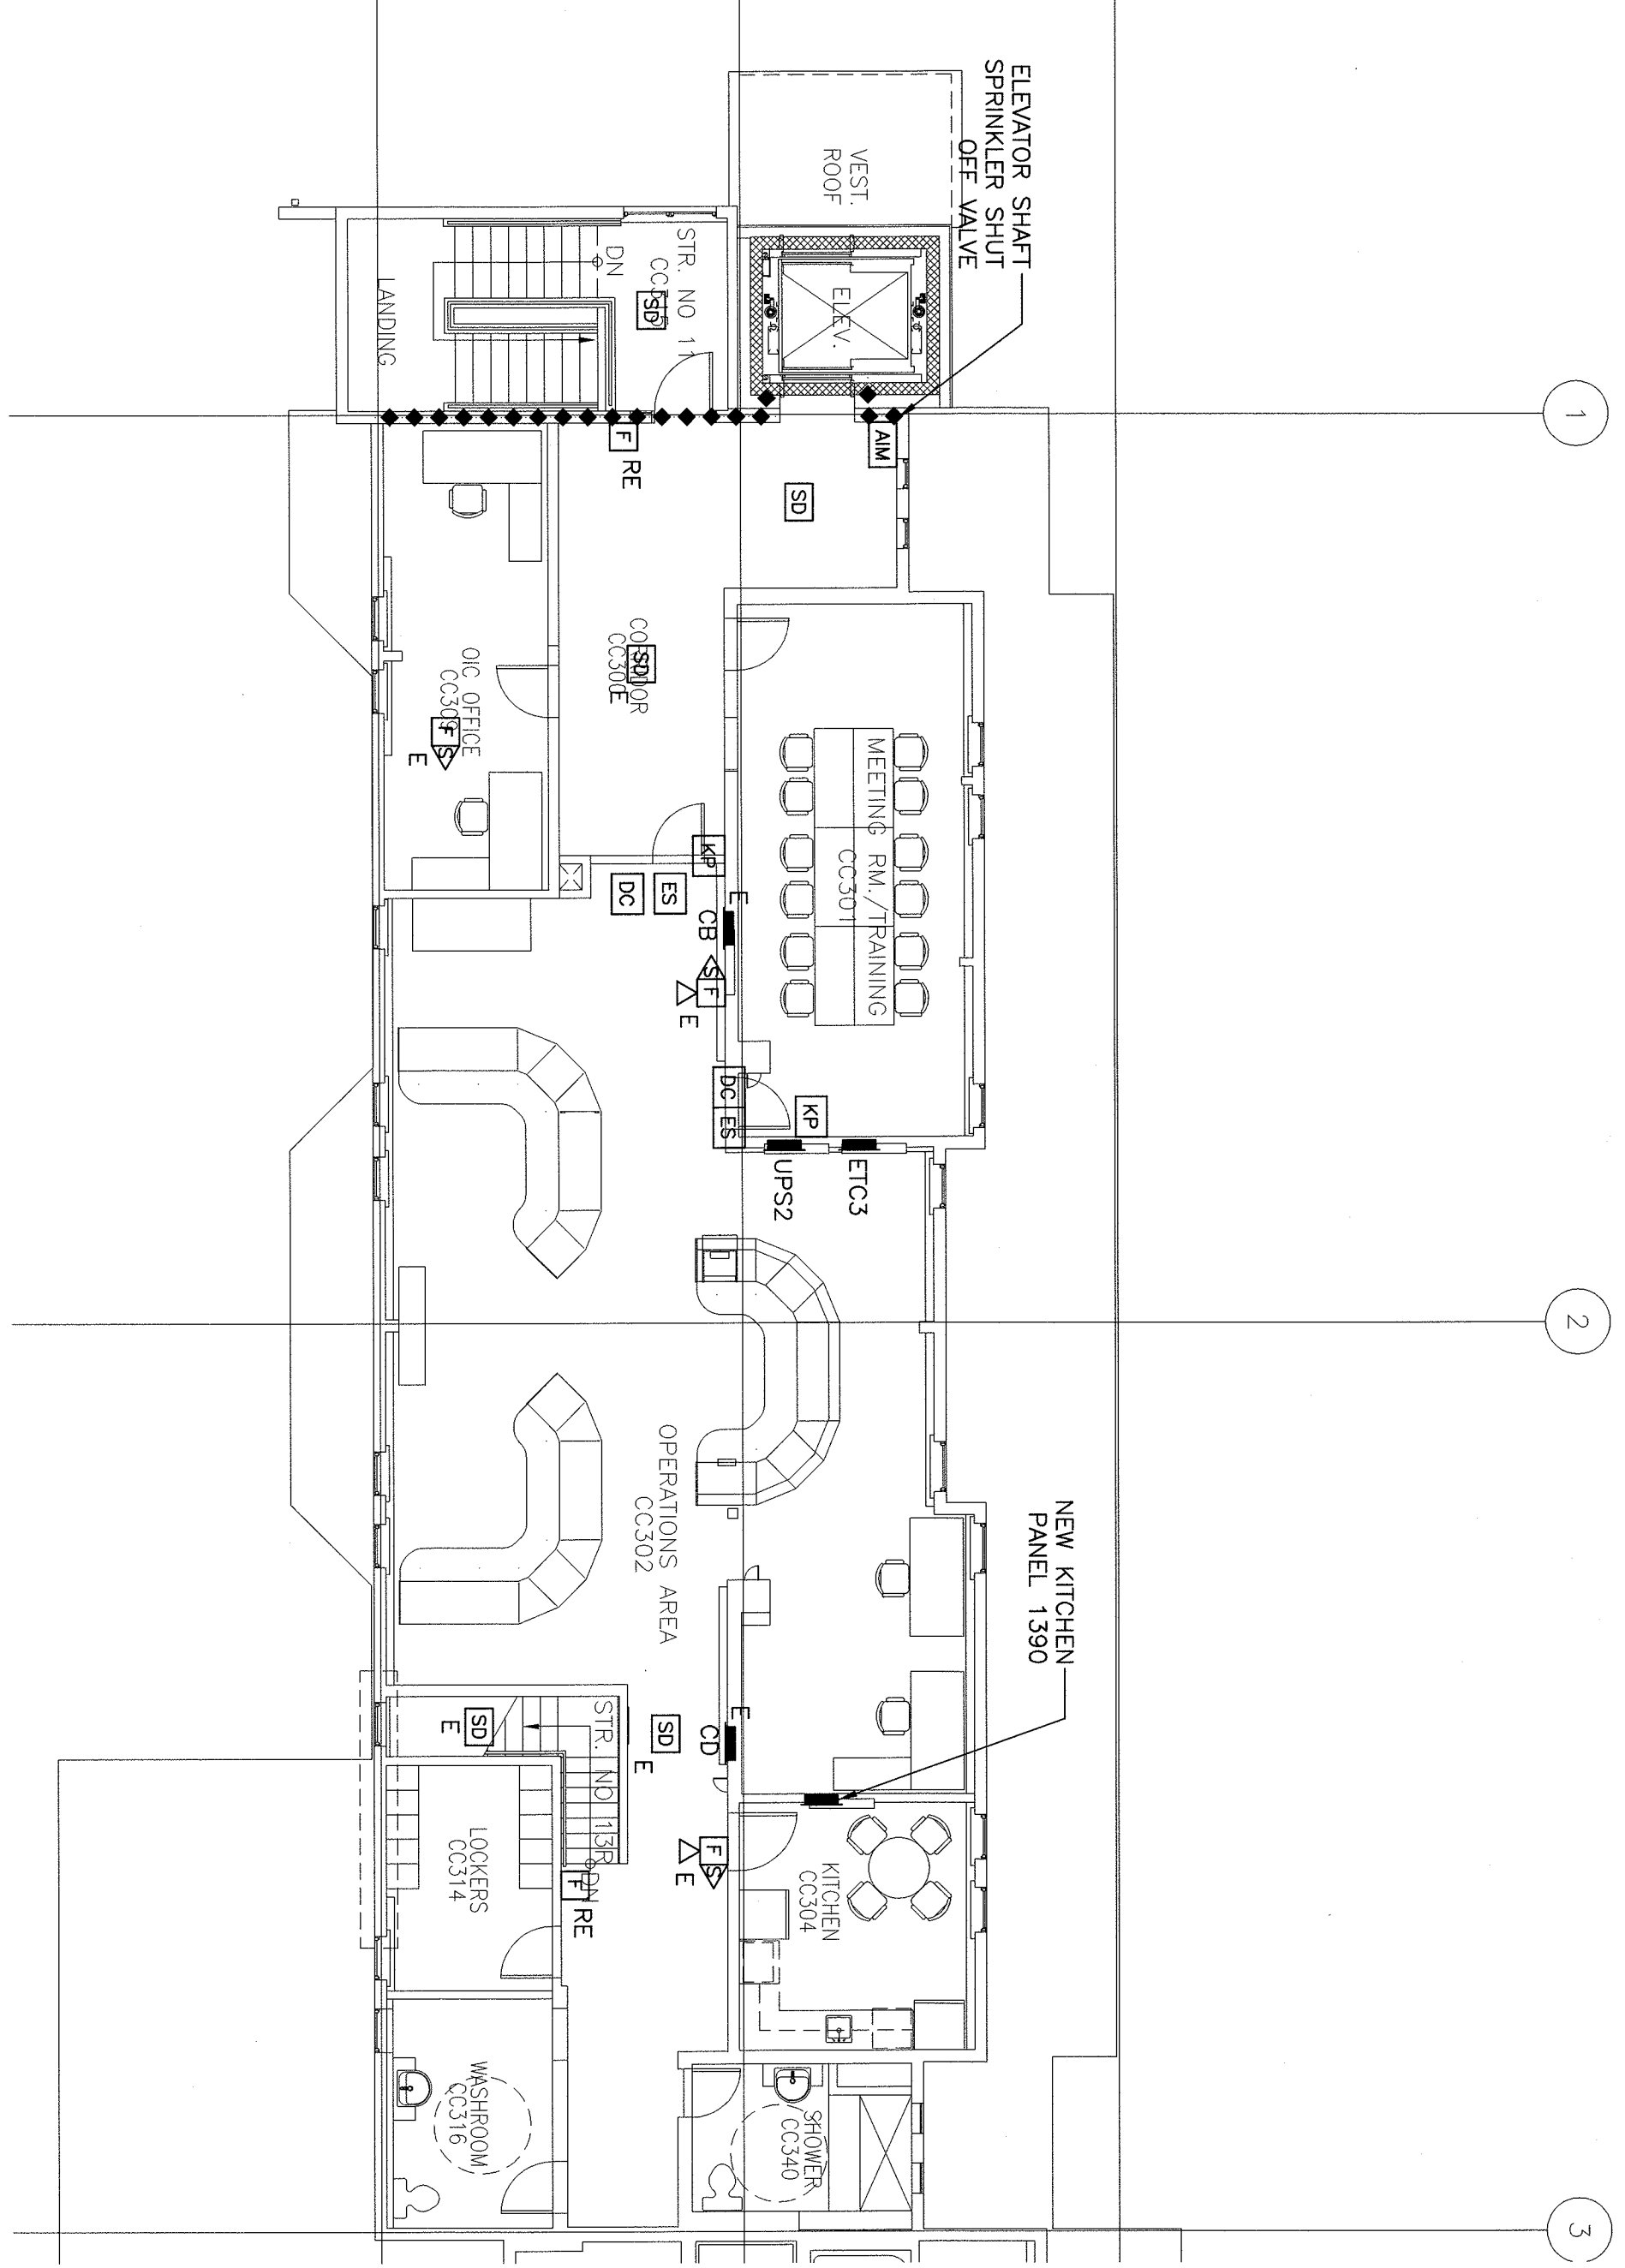 ELEVATOR SHAFT
SPRINKLER SHUT
OFF VALVE
VEST.
ROOF
ELEV.
STR. NO 11
SD
DN
LANDING
1
AIM
F
RE
SD
CORRIDOR
CC300
SD
E
OIC OFFICE
CC309
F
S
E
MEETING RM./TRAINING
CC301
KP
ES
DC
E
CB
S
F
E
DC
ES
KP
UPS2
ETC3
2
OPERATIONS AREA
CC302
NEW KITCHEN
PANEL 1390
STR. NO 13R
SD
E
SD
E
E
CD
DN
F
RE
F
S
E
LOCKERS
CC314
KITCHEN
CC304
WASHROOM
CC316
SHOWER
CC340
3